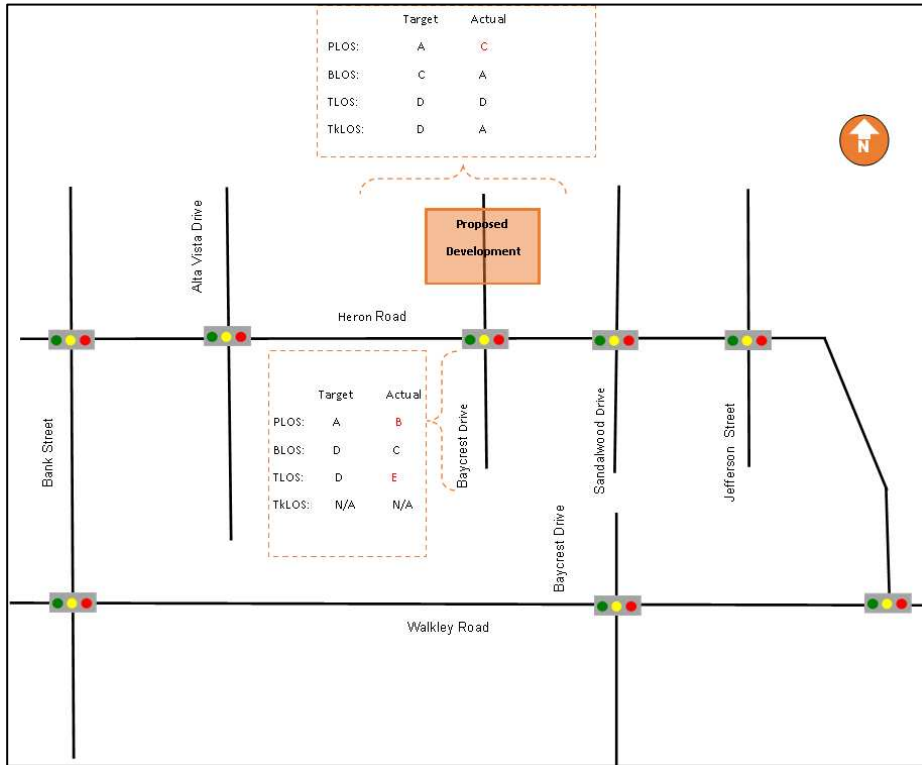 Target Actual
PLOS: A C
BLOS: C A
TLOS: D D
TkLOS: D A
N
Alta Vista Drive
Proposed
Development
Heron Road
Target Actual
PLOS: A B
BLOS: D C
TLOS: D E
TkLOS: N/A N/A
Bank Street
Baycrest Drive
Sandalwood Drive
Jefferson Street
Baycrest Drive
Walkley Road